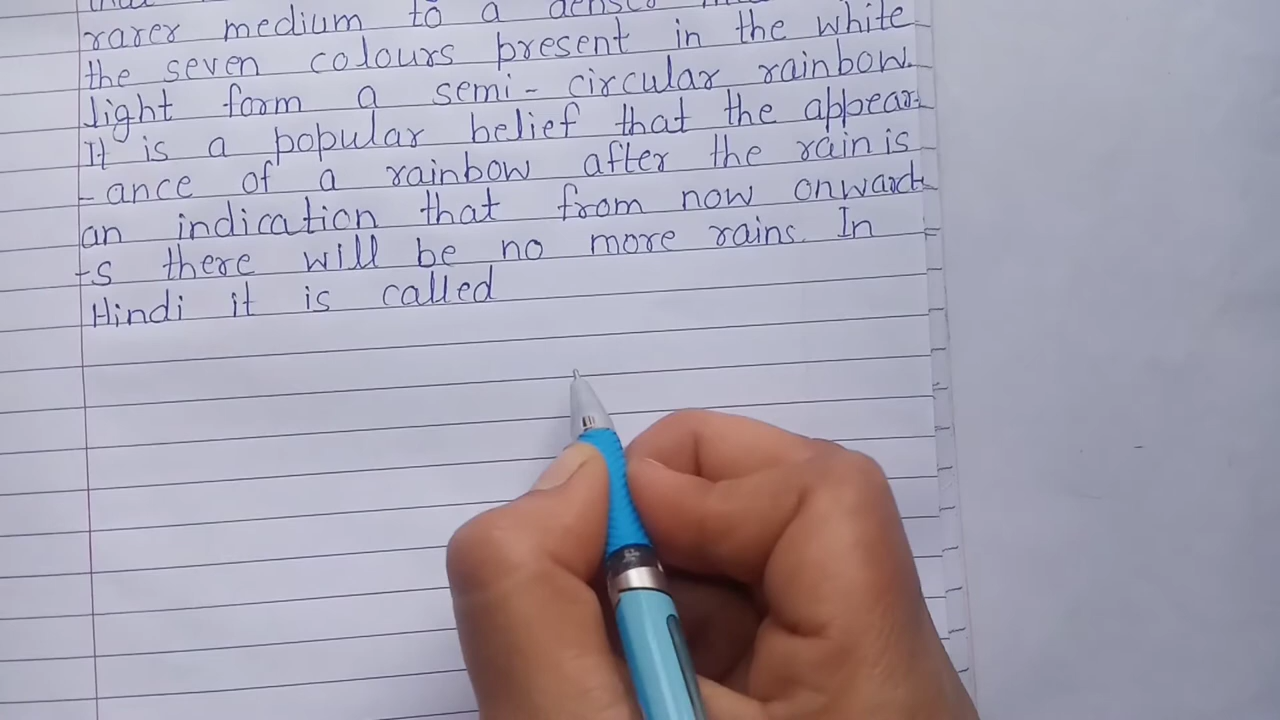 rarer medium to a
the seven colours present in the white
light form a semi- circular rainbow.
It is a popular belief that the appear-
-ance of a rainbow after the rain is
an indication that from now onward-
-s there will be no more rains. In
Hindi it is called